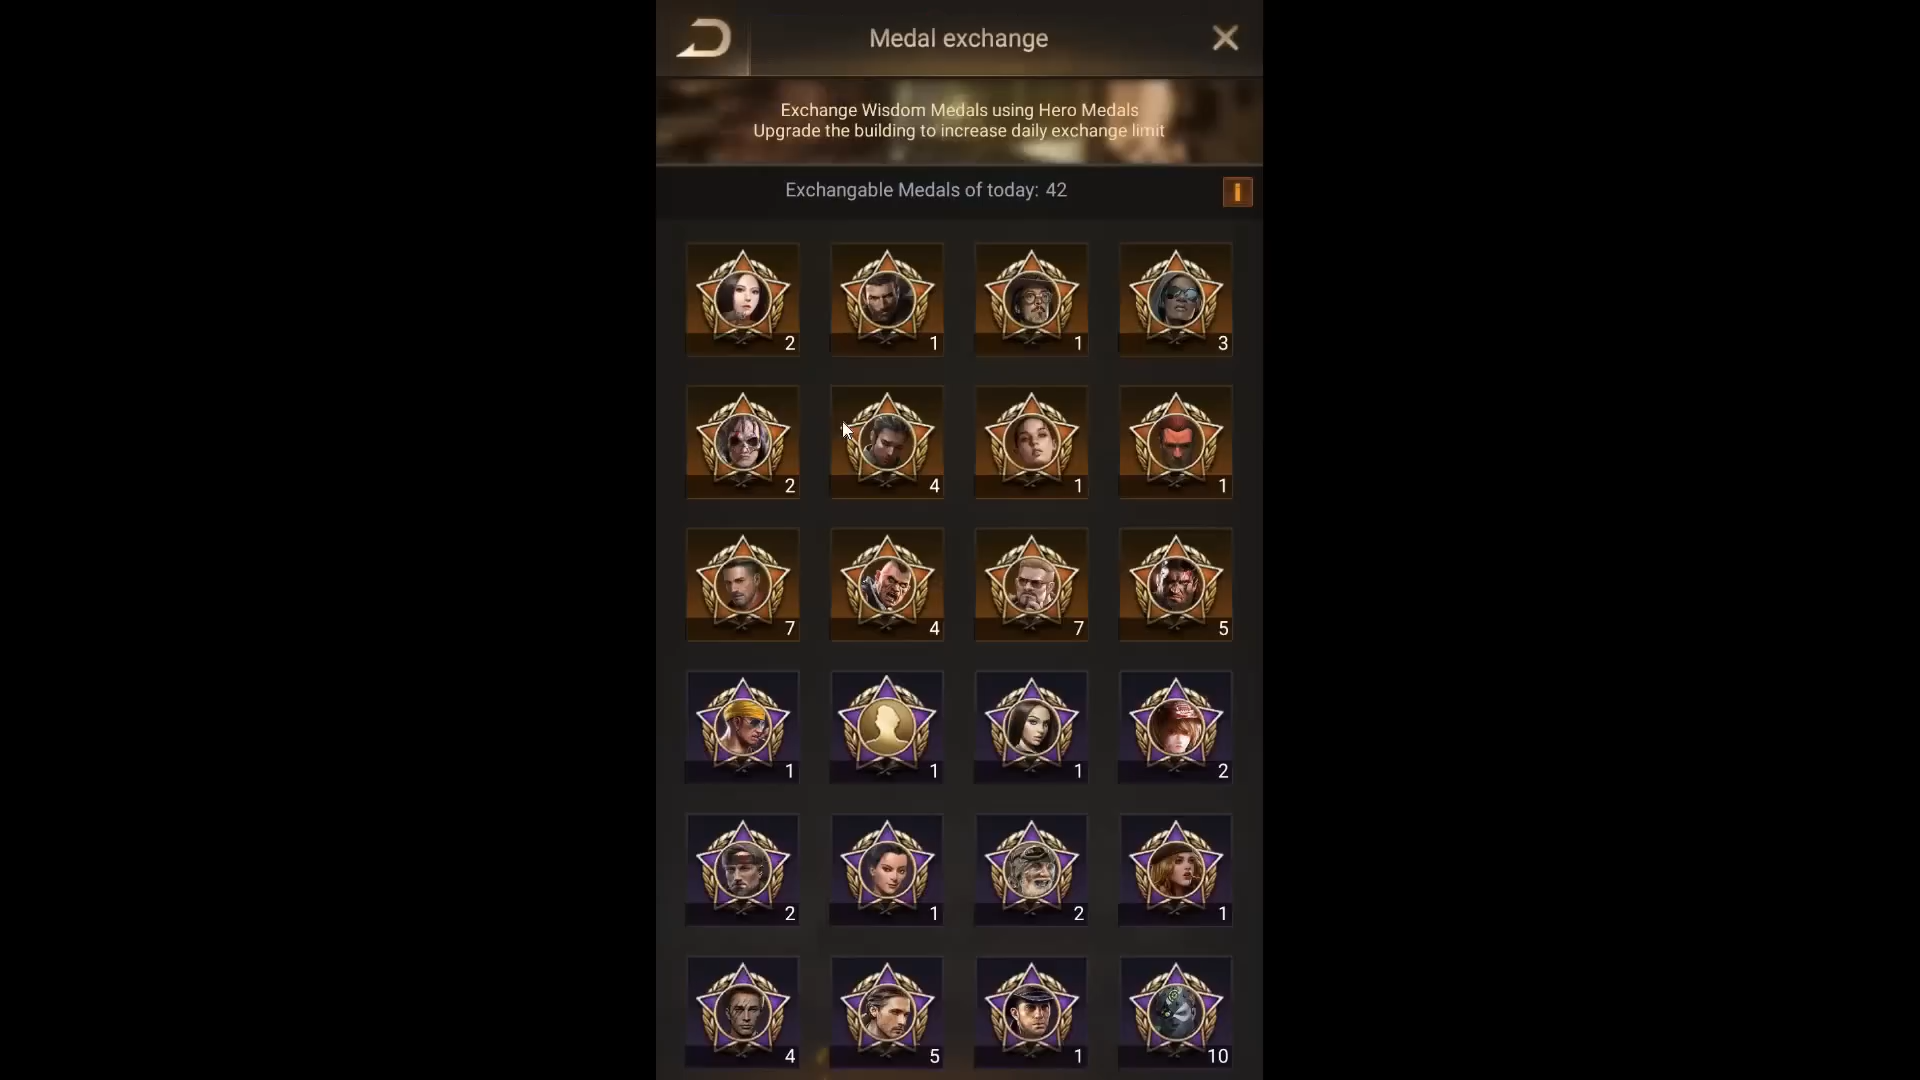 Medal exchange
Exchange Wisdom Medals using Hero Medals
Upgrade the building to increase daily exchange limit
Exchangable Medals of today: 42
2 1 1 3
2 4 1 1
7 4 7 5
1 1 1 2
2 1 2 1
4 5 1 10